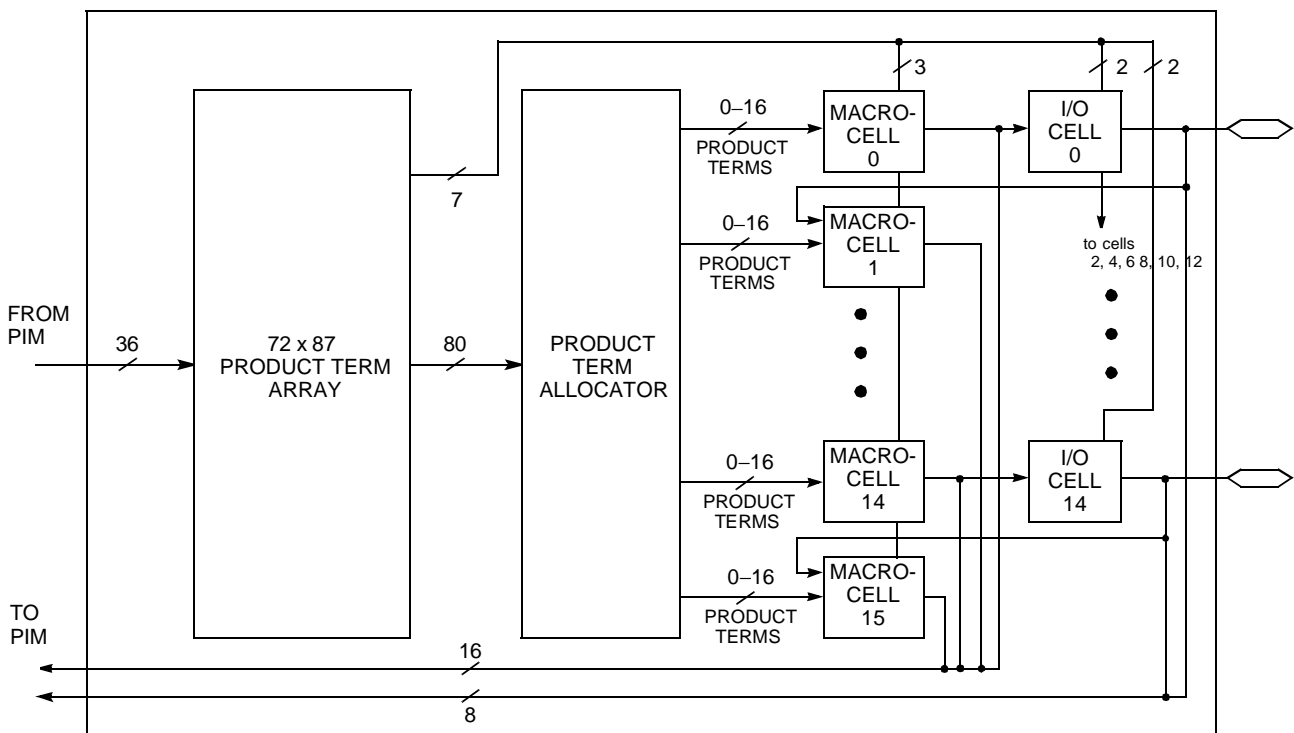 3
2
2
0–16
PRODUCT
TERMS
MACRO-
CELL
0
I/O
CELL
0
7
0–16
PRODUCT
TERMS
MACRO-
CELL
1
to cells
2, 4, 6 8, 10, 12
FROM
PIM
36
72 x 87
PRODUCT TERM
ARRAY
80
PRODUCT
TERM
ALLOCATOR
0–16
PRODUCT
TERMS
MACRO-
CELL
14
I/O
CELL
14
0–16
PRODUCT
TERMS
MACRO-
CELL
15
TO
PIM
16
8